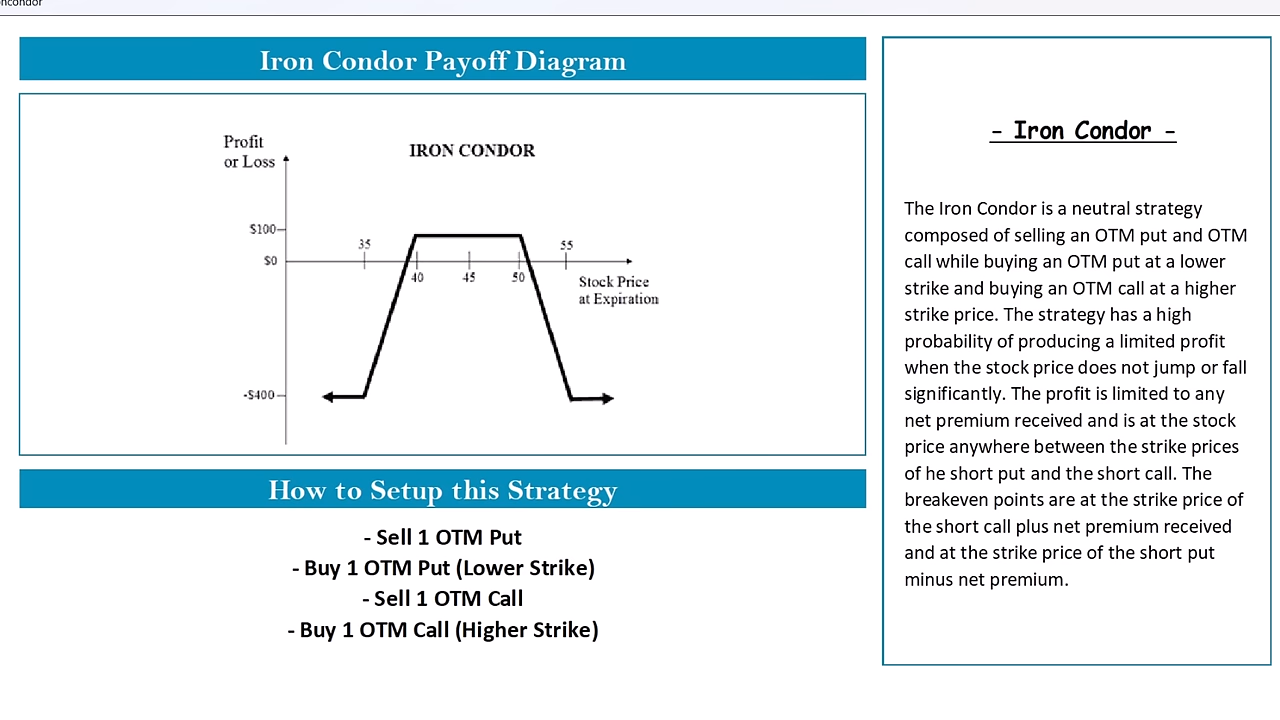 ncondor
Iron Condor Payoff Diagram
Profit
or Loss
IRON CONDOR
$100
35
55
$0
40
45
50
Stock Price
at Expiration
-$400
How to Setup this Strategy
- Sell 1 OTM Put
- Buy 1 OTM Put (Lower Strike)
- Sell 1 OTM Call
- Buy 1 OTM Call (Higher Strike)
- Iron Condor -
The Iron Condor is a neutral strategy
composed of selling an OTM put and OTM
call while buying an OTM put at a lower
strike and buying an OTM call at a higher
strike price. The strategy has a high
probability of producing a limited profit
when the stock price does not jump or fall
significantly. The profit is limited to any
net premium received and is at the stock
price anywhere between the strike prices
of he short put and the short call. The
breakeven points are at the strike price of
the short call plus net premium received
and at the strike price of the short put
minus net premium.